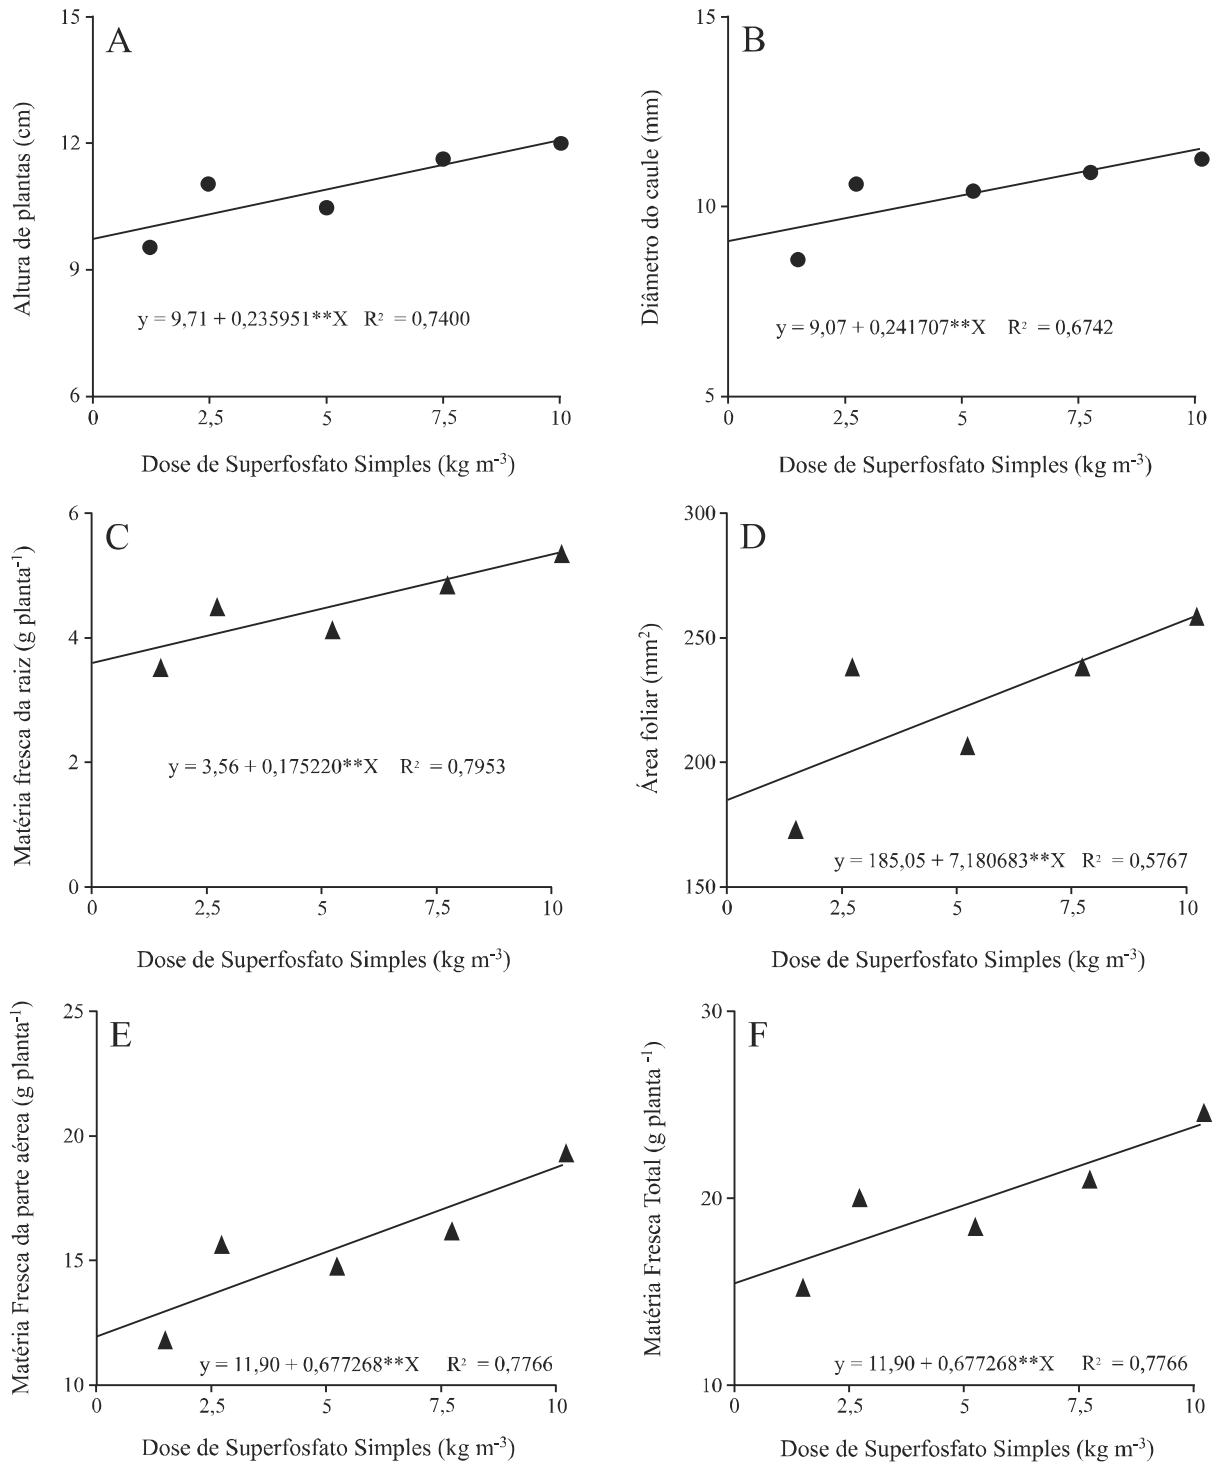 A
Altura de plantas (cm)
15
12
9
6
y = 9,71 + 0,235951**X R² = 0,7400
0 2,5 5 7,5 10
Dose de Superfosfato Simples (kg m⁻³)
B
Diâmetro do caule (mm)
15
10
5
y = 9,07 + 0,241707**X R² = 0,6742
0 2,5 5 7,5 10
Dose de Superfosfato Simples (kg m⁻³)
C
Matéria fresca da raiz (g planta⁻¹)
6
4
2
0
y = 3,56 + 0,175220**X R² = 0,7953
0 2,5 5 7,5 10
Dose de Superfosfato Simples (kg m⁻³)
D
Área foliar (mm²)
300
250
200
150
y = 185,05 + 7,180683**X R² = 0,5767
0 2,5 5 7,5 10
Dose de Superfosfato Simples (kg m⁻³)
E
Matéria Fresca da parte aérea (g planta⁻¹)
25
20
15
10
y = 11,90 + 0,677268**X R² = 0,7766
0 2,5 5 7,5 10
Dose de Superfosfato Simples (kg m⁻³)
F
Matéria Fresca Total (g planta ⁻¹)
30
20
10
y = 11,90 + 0,677268**X R² = 0,7766
0 2,5 5 7,5 10
Dose de Superfosfato Simples (kg m⁻³)